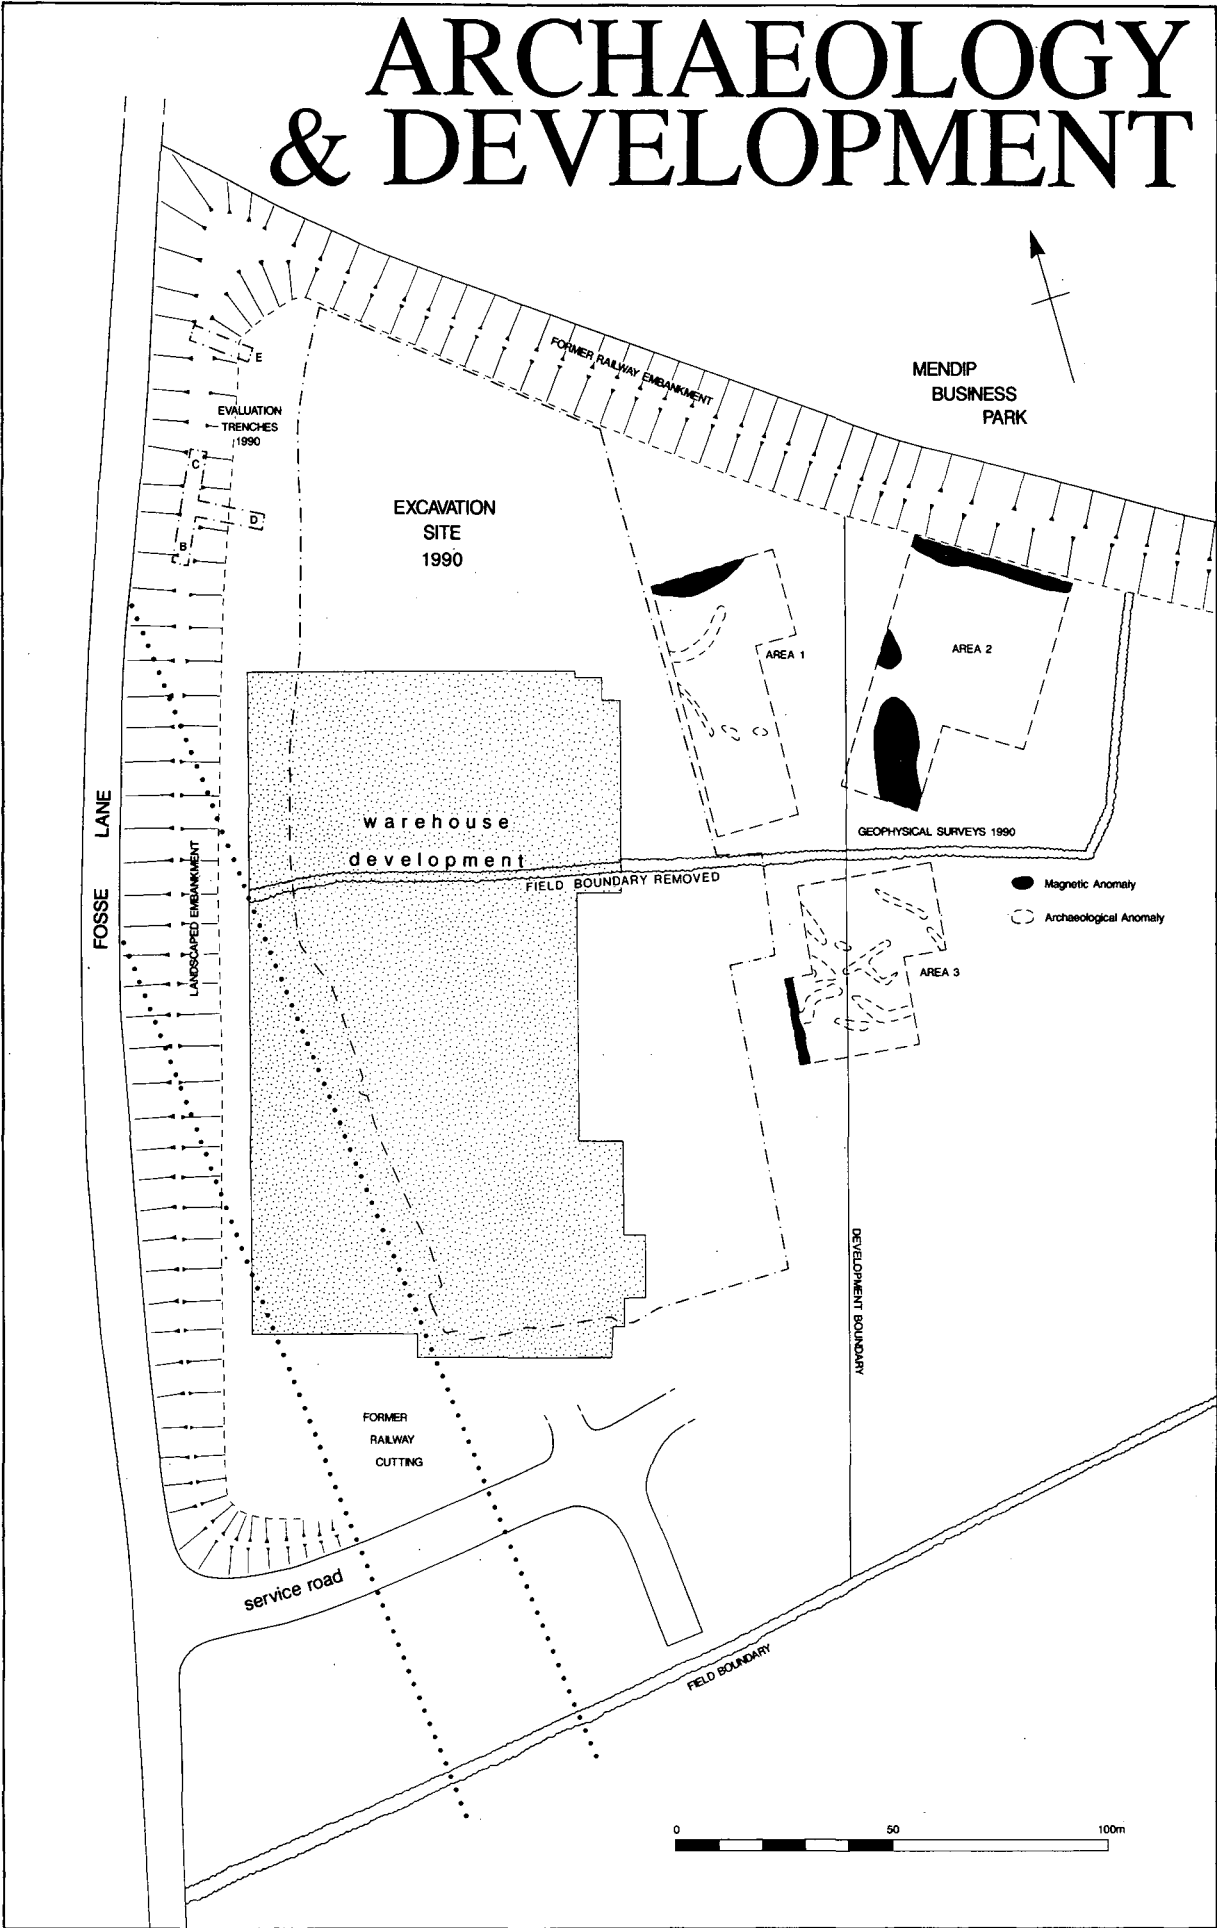 ARCHAEOLOGY
& DEVELOPMENT
FORMER RAILWAY EMBANKMENT
MENDIP
BUSINESS
PARK
E
EVALUATION
TRENCHES
1990
C
D
B
EXCAVATION
SITE
1990
AREA 1
AREA 2
GEOPHYSICAL SURVEYS 1990
Magnetic Anomaly
Archaeological Anomaly
AREA 3
warehouse
development
FIELD BOUNDARY REMOVED
FOSSE LANE
LANDSCAPED EMBANKMENT
DEVELOPMENT BOUNDARY
FORMER
RAILWAY
CUTTING
service road
FIELD BOUNDARY
0 50 100m